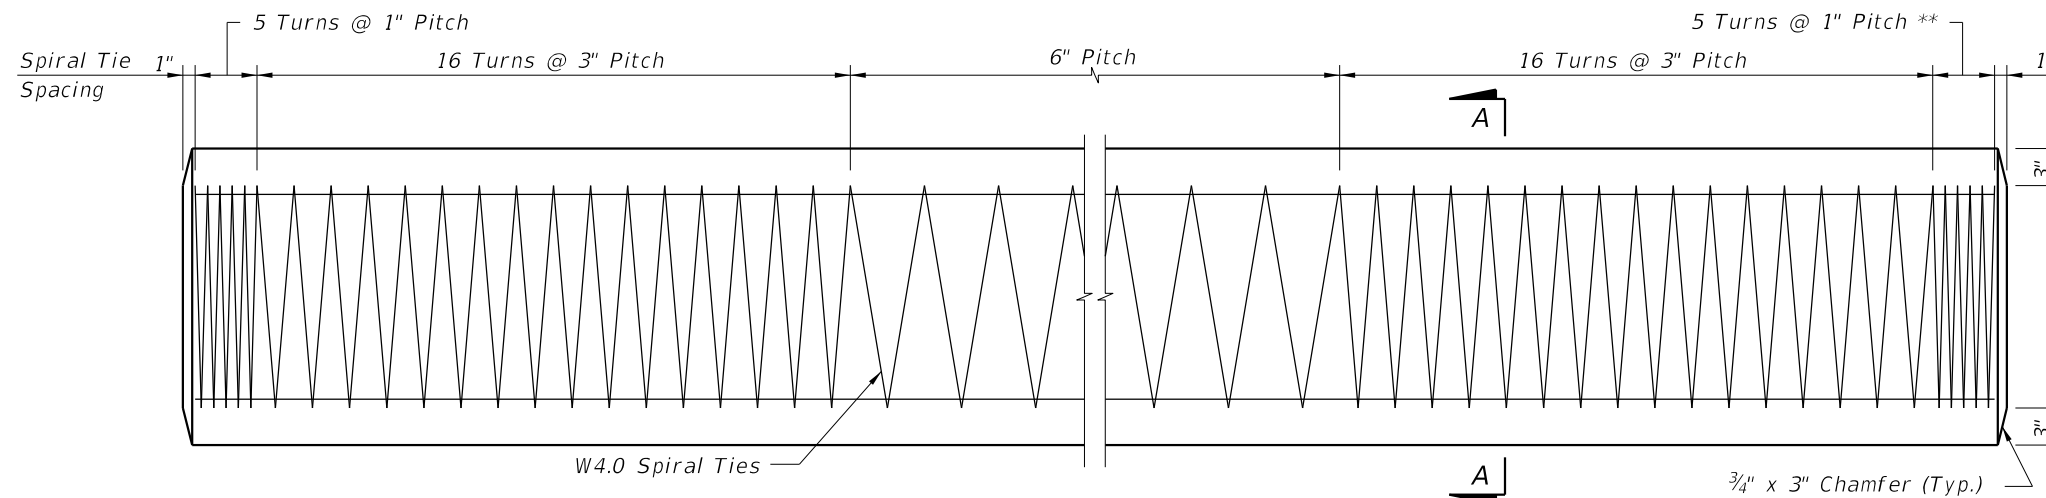 5 Turns @ 1" Pitch
5 Turns @ 1" Pitch **
Spiral Tie 1"
16 Turns @ 3" Pitch
6" Pitch
16 Turns @ 3" Pitch
1
Spacing
A
3"
3"
W4.0 Spiral Ties
A
¾" x 3" Chamfer (Typ.)